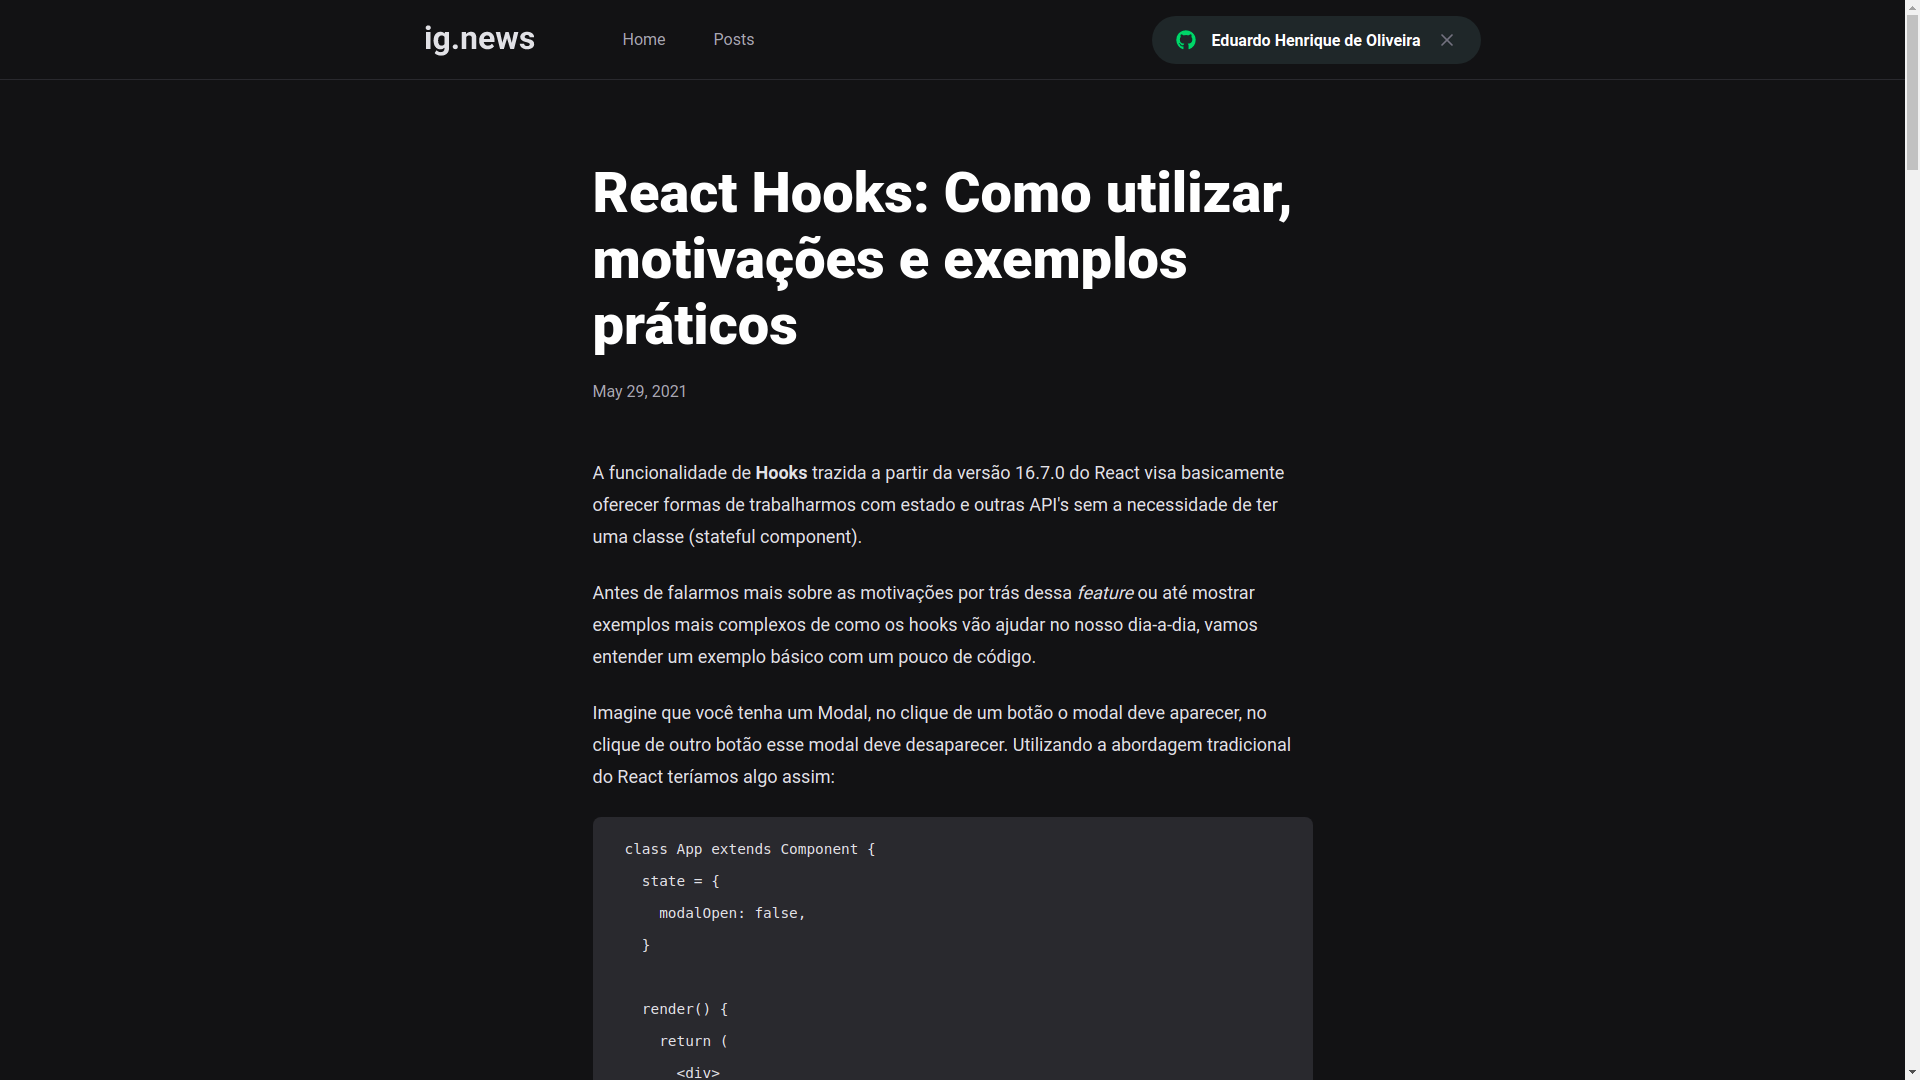 ig.news
Home
Posts
Eduardo Henrique de Oliveira
React Hooks: Como utilizar,
motivações e exemplos
práticos
May 29, 2021
A funcionalidade de Hooks trazida a partir da versão 16.7.0 do React visa basicamente
oferecer formas de trabalharmos com estado e outras API's sem a necessidade de ter
uma classe (stateful component).
Antes de falarmos mais sobre as motivações por trás dessa feature ou até mostrar
exemplos mais complexos de como os hooks vão ajudar no nosso dia-a-dia, vamos
entender um exemplo básico com um pouco de código.
Imagine que você tenha um Modal, no clique de um botão o modal deve aparecer, no
clique de outro botão esse modal deve desaparecer. Utilizando a abordagem tradicional
do React teríamos algo assim:
class App extends Component {
  state = {
    modalOpen: false,
  }
  render() {
    return (
      <div>